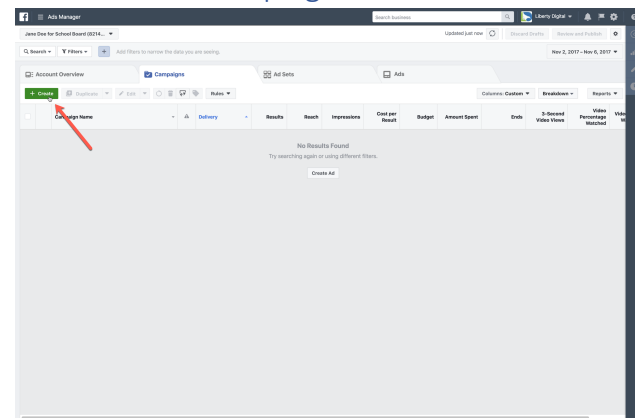 Ads Manager
Search business
Liberty Digital
Jane Doe for School Board (8214...
Updated just now
Discard Drafts
Review and Publish
Search
Filters
Add filters to narrow the data you are seeing.
Nov 2, 2017 – Nov 6, 2017
Account Overview
Campaigns
Ad Sets
Ads
+ Create
Duplicate
Edit
Rules
Columns: Custom
Breakdown
Reports
Campaign Name
Delivery
Results
Reach
Impressions
Cost per Result
Budget
Amount Spent
Ends
3-Second Video Views
Video Percentage Watched
No Results Found
Try searching again or using different filters.
Create Ad